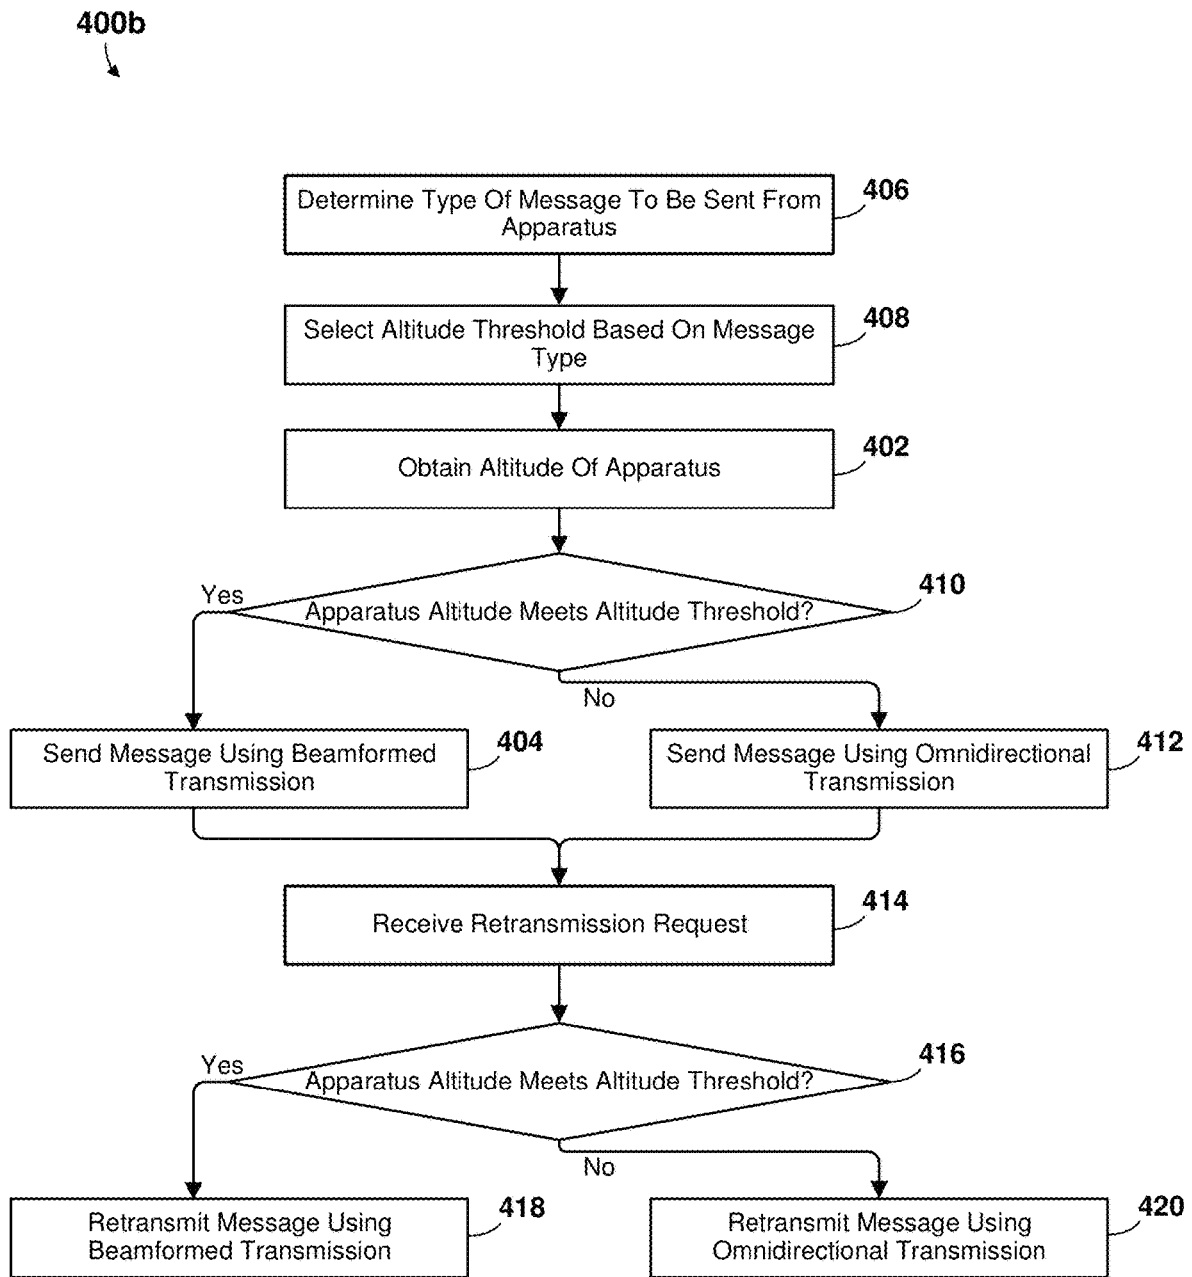 400b
Determine Type Of Message To Be Sent From
Apparatus
406
Select Altitude Threshold Based On Message
Type
408
Obtain Altitude Of Apparatus
402
Apparatus Altitude Meets Altitude Threshold?
410
Yes
No
Send Message Using Beamformed
Transmission
404
Send Message Using Omnidirectional
Transmission
412
Receive Retransmission Request
414
Apparatus Altitude Meets Altitude Threshold?
416
Yes
No
Retransmit Message Using
Beamformed Transmission
418
Retransmit Message Using
Omnidirectional Transmission
420